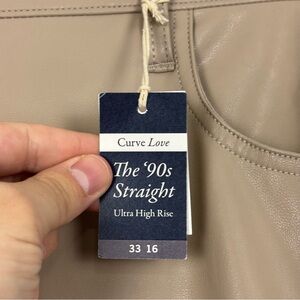 Curve Love
The ‘90s
Straight
Ultra High Rise
33 16